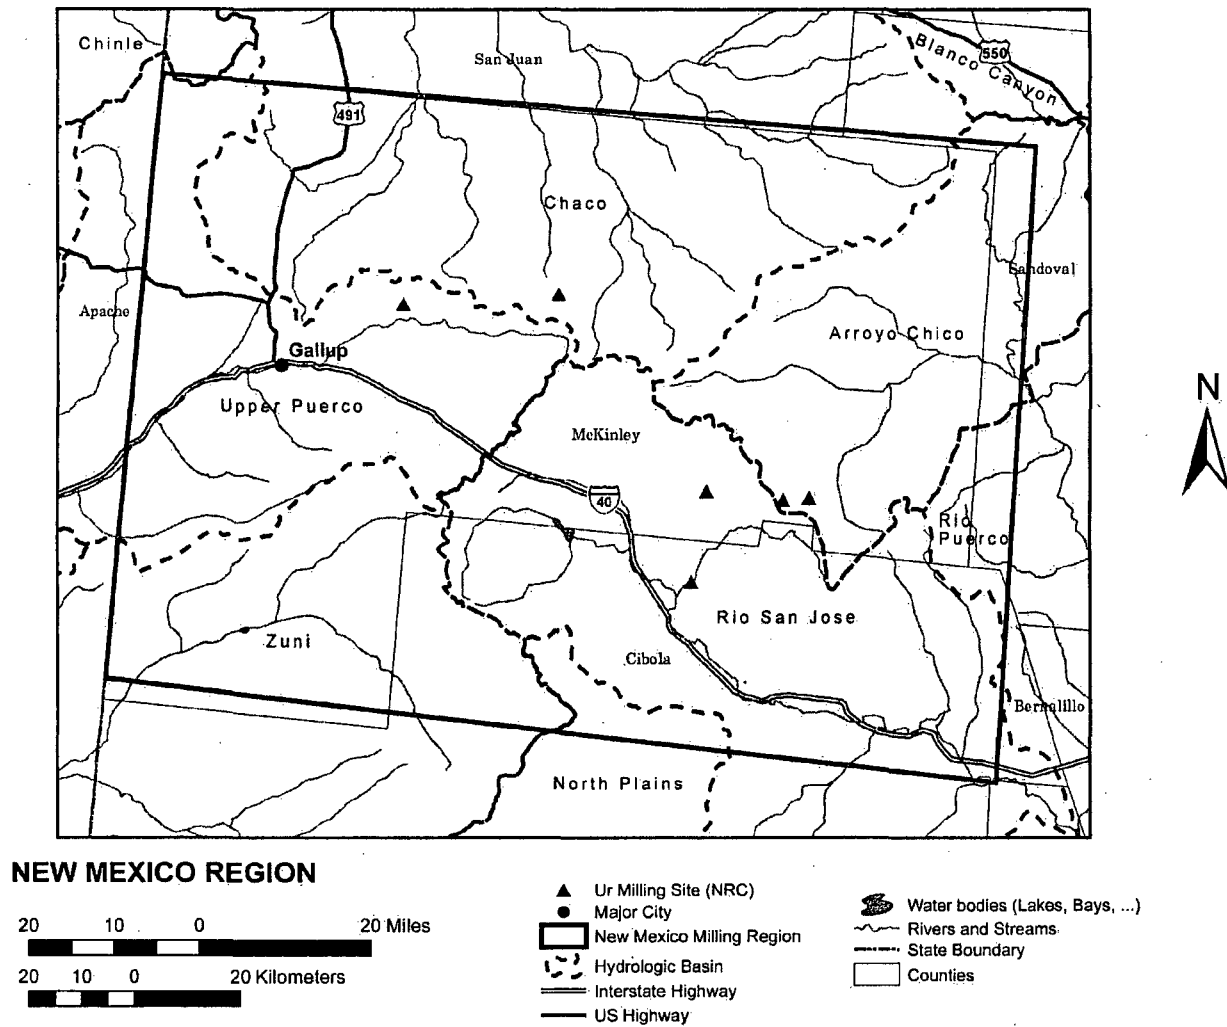 Chinle
San Juan
550
Blanco Canyon
491
Chaco
Sandoval
Apache
Arroyo Chico
Gallup
Upper Puerco
McKinley
N
40
Rio
Puerco
Rio San Jose
Zuni
Cibola
Bernalillo
North Plains
NEW MEXICO REGION
20 10 0 20 Miles
20 10 0 20 Kilometers
Ur Milling Site (NRC)
Major City
New Mexico Milling Region
Hydrologic Basin
Interstate Highway
US Highway
Water bodies (Lakes, Bays, ...)
Rivers and Streams
State Boundary
Counties